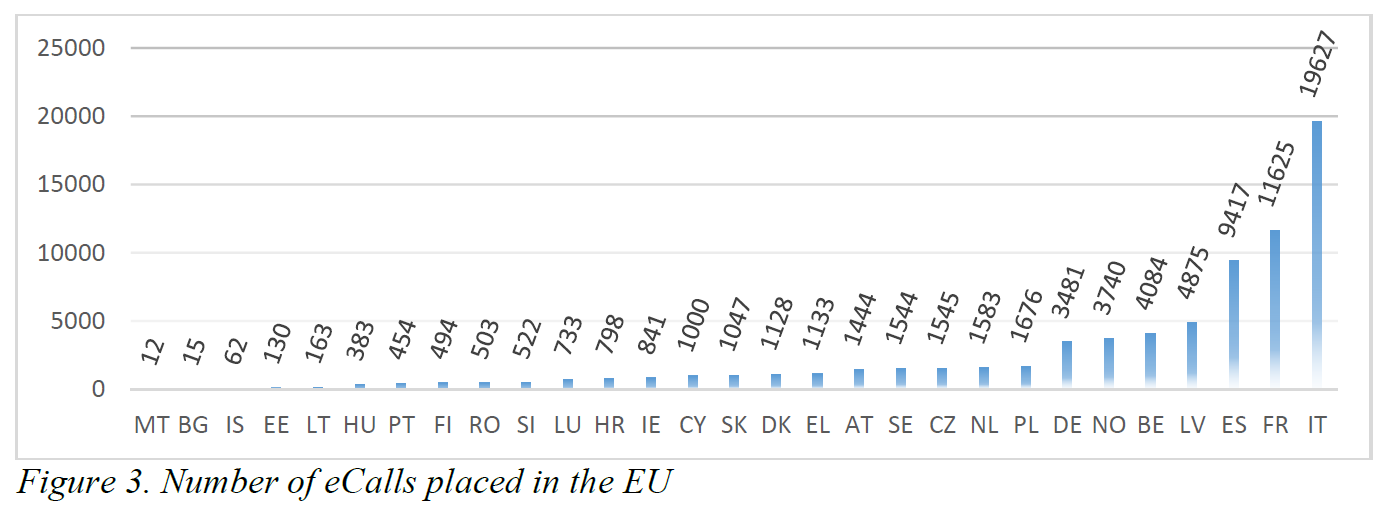 25000
20000
15000
10000
5000
0
12 15 62 130 163 383 454 494 503 522 733 798 841 1000 1047 1128 1133 1444 1544 1545 1583 1676 3481 3740 4084 4875 9417 11625 19627
MT BG IS EE LT HU PT FI RO SI LU HR IE CY SK DK EL AT SE CZ NL PL DE NO BE LV ES FR IT
Figure 3. Number of eCalls placed in the EU